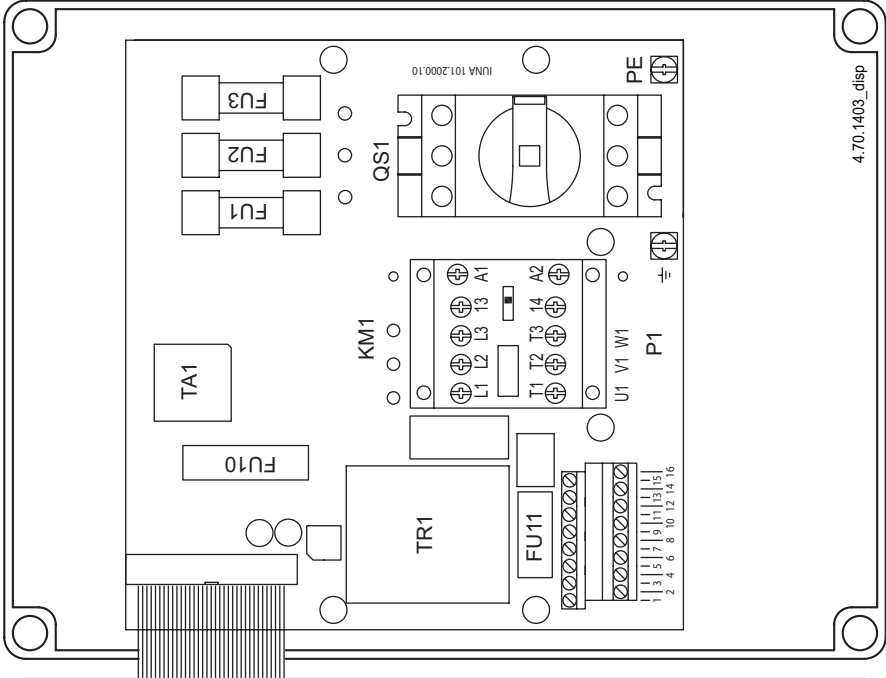 IUNA 101.2000.10
PE
4.70.1403_disp
FU3
FU2
FU1
QS1
KM1
A1
A2
13
14
L3
T3
L2
T2
L1
T1
U1 V1 W1
P1
TA1
FU10
TR1
FU11
1 3 5 7 9 11 13 15
2 4 6 8 10 12 14 16